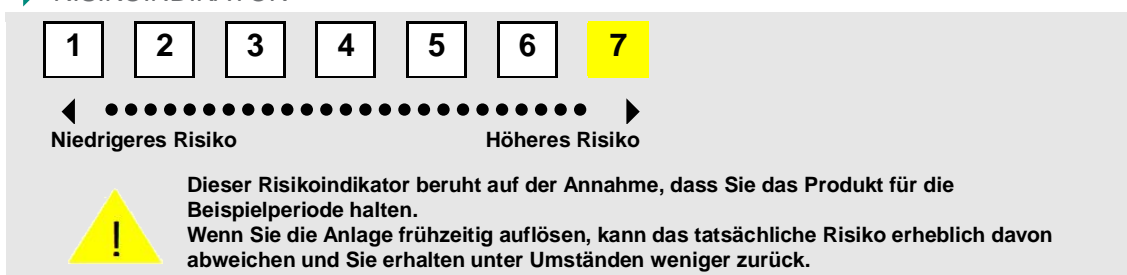 RISIKOINDIKATOR
1 2 3 4 5 6 7
Niedrigeres Risiko Höheres Risiko
Dieser Risikoindikator beruht auf der Annahme, dass Sie das Produkt für die
Beispielperiode halten.
! Wenn Sie die Anlage frühzeitig auflösen, kann das tatsächliche Risiko erheblich davon
abweichen und Sie erhalten unter Umständen weniger zurück.